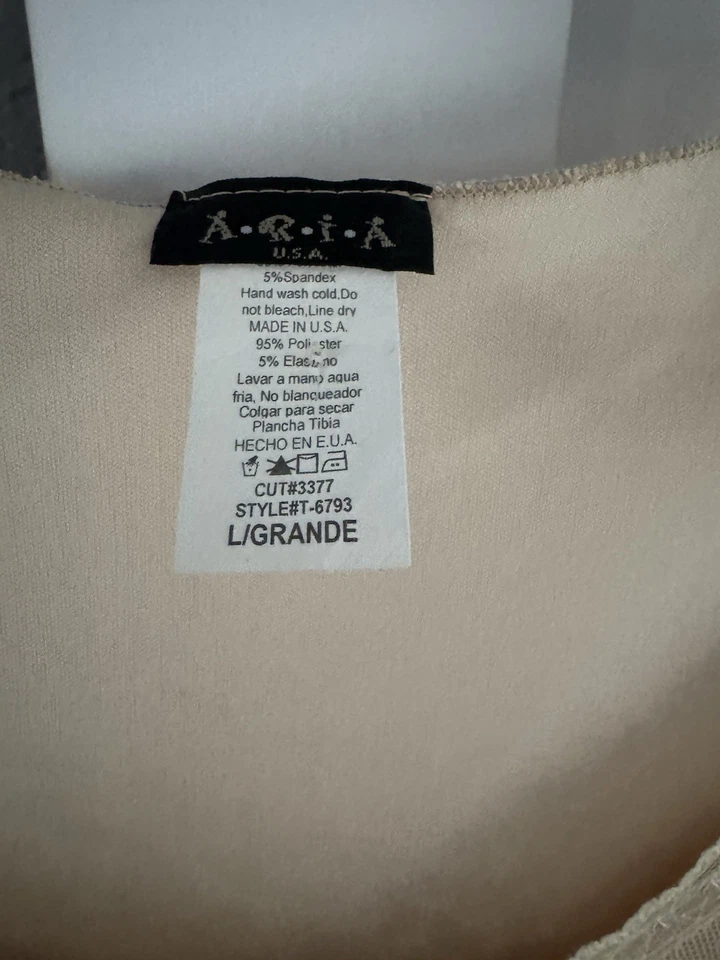 A·R·I·A
U.S.A.
5%Spandex
Hand wash cold,Do
not bleach,Line dry
MADE IN U.S.A.
95% Poliester
5% Elastano
Lavar a mano agua
fria, No blanqueador
Colgar para secar
Plancha Tibia
HECHO EN E.U.A.
CUT#3377
STYLE#T-6793
L/GRANDE